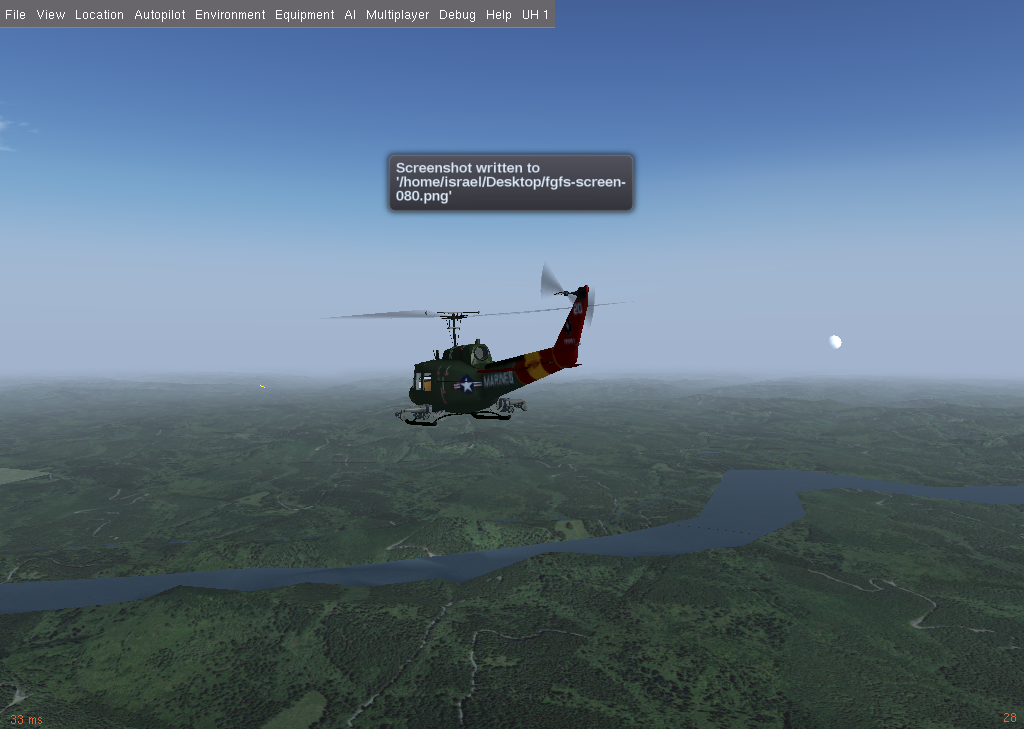 File View Location Autopilot Environment Equipment AI Multiplayer Debug Help UH 1
Screenshot written to
'/home/israel/Desktop/fgfs-screen-
080.png'
MARINES
33 ms
28